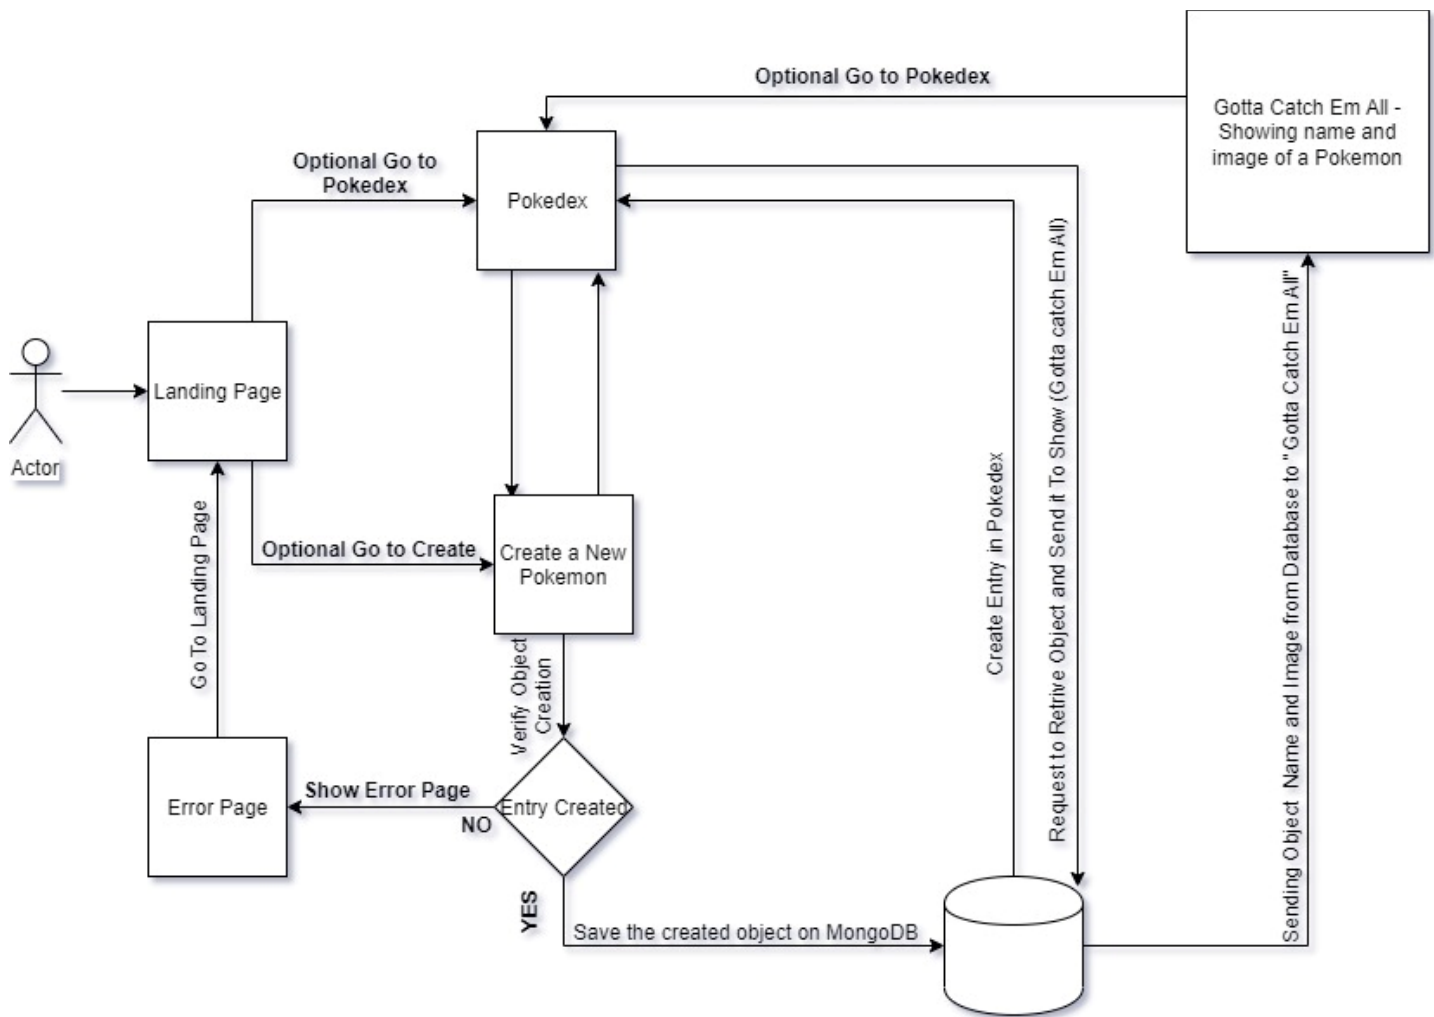 Optional Go to Pokedex
Gotta Catch Em All -
Showing name and
image of a Pokemon
Optional Go to
Pokedex
Pokedex
Landing Page
Actor
Optional Go to Create
Create a New
Pokemon
Go To Landing Page
Verify Object
Creation
Create Entry in Pokedex
Request to Retrive Object and Send it To Show (Gotta catch Em All)
Sending Object Name and Image from Database to "Gotta Catch Em All"
Error Page
Show Error Page
NO
Entry Created
YES
Save the created object on MongoDB